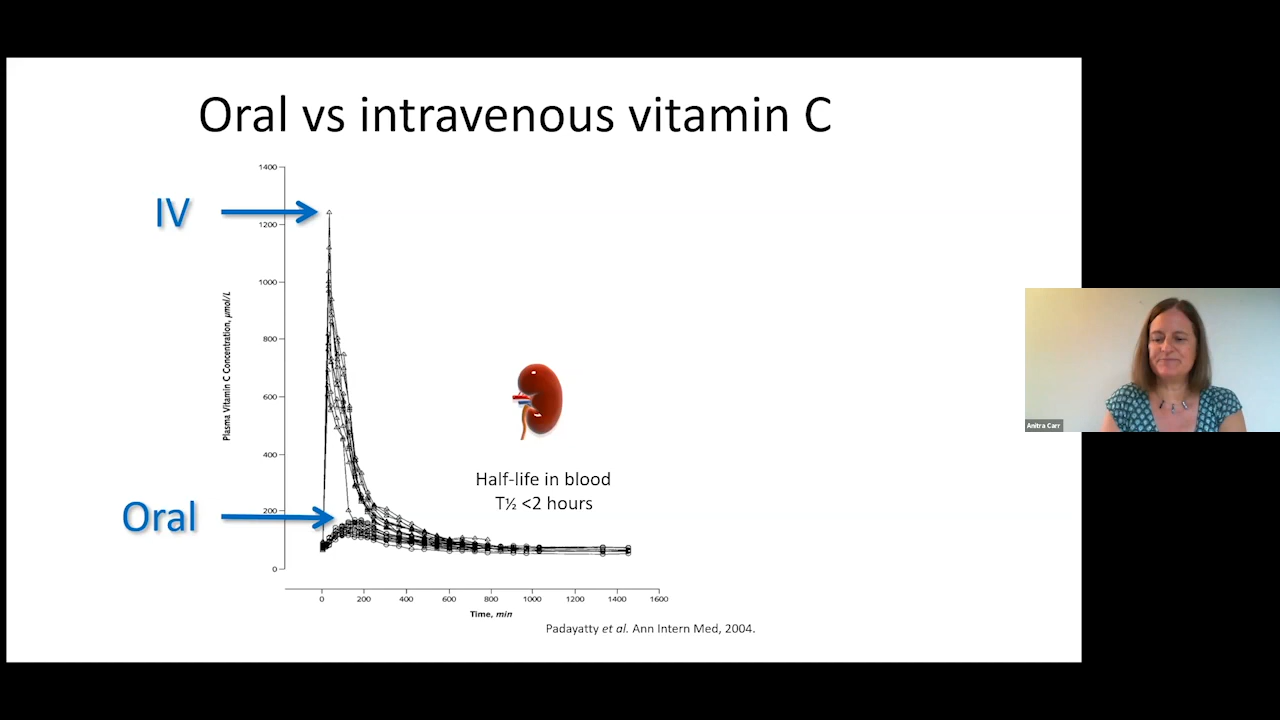 Oral vs intravenous vitamin C
IV
Oral
Plasma Vitamin C Concentration, μmol/L
1400
1200
1000
800
600
400
200
0
0 200 400 600 800 1000 1200 1400 1600
Time, min
Half-life in blood
T½ <2 hours
Padayatty et al. Ann Intern Med, 2004.
Anitra Carr